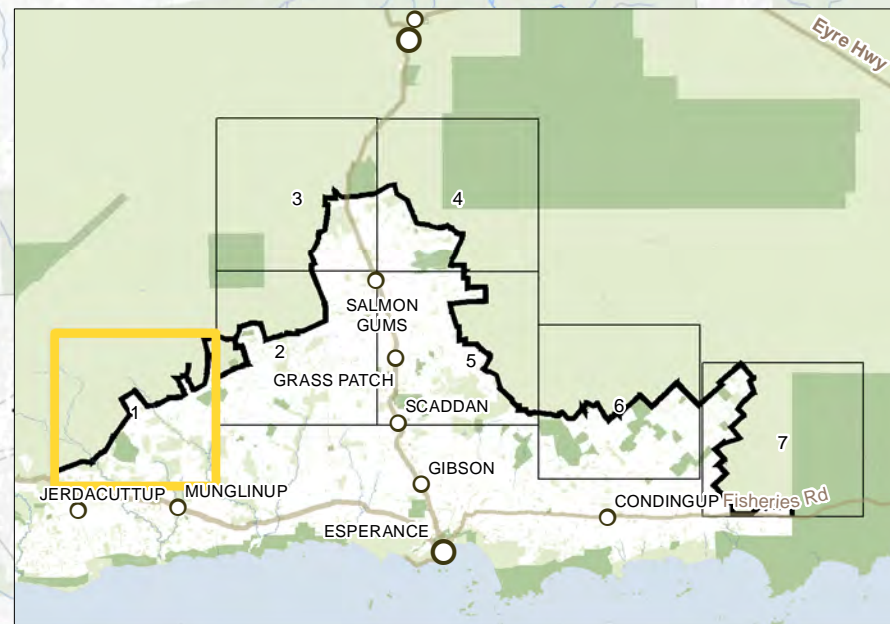 Eyre Hwy
3
4
SALMON
GUMS
2
GRASS PATCH
5
1
SCADDAN
6
7
GIBSON
JERDACUTTUP
MUNGLINUP
CONDINGUP
Fisheries Rd
ESPERANCE